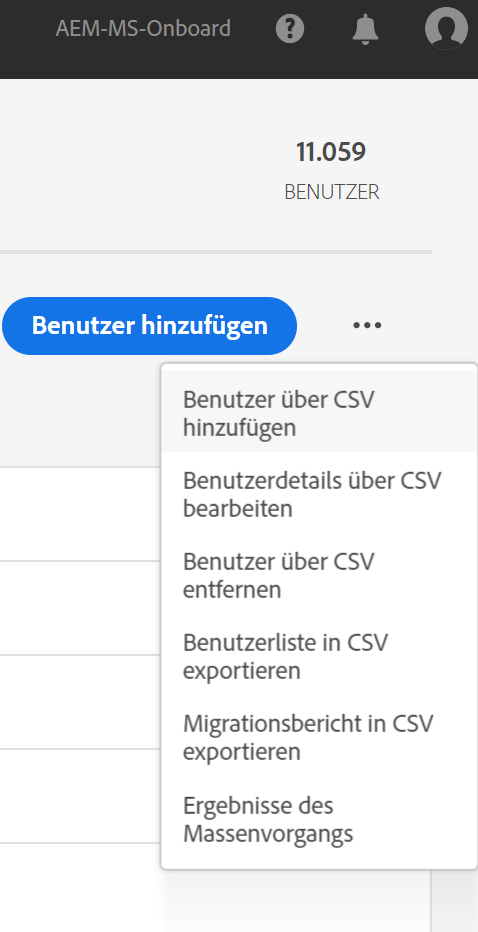 AEM-MS-Onboard
11.059
BENUTZER
Benutzer hinzufügen
Benutzer über CSV
hinzufügen
Benutzerdetails über CSV
bearbeiten
Benutzer über CSV
entfernen
Benutzerliste in CSV
exportieren
Migrationsbericht in CSV
exportieren
Ergebnisse des
Massenvorgangs